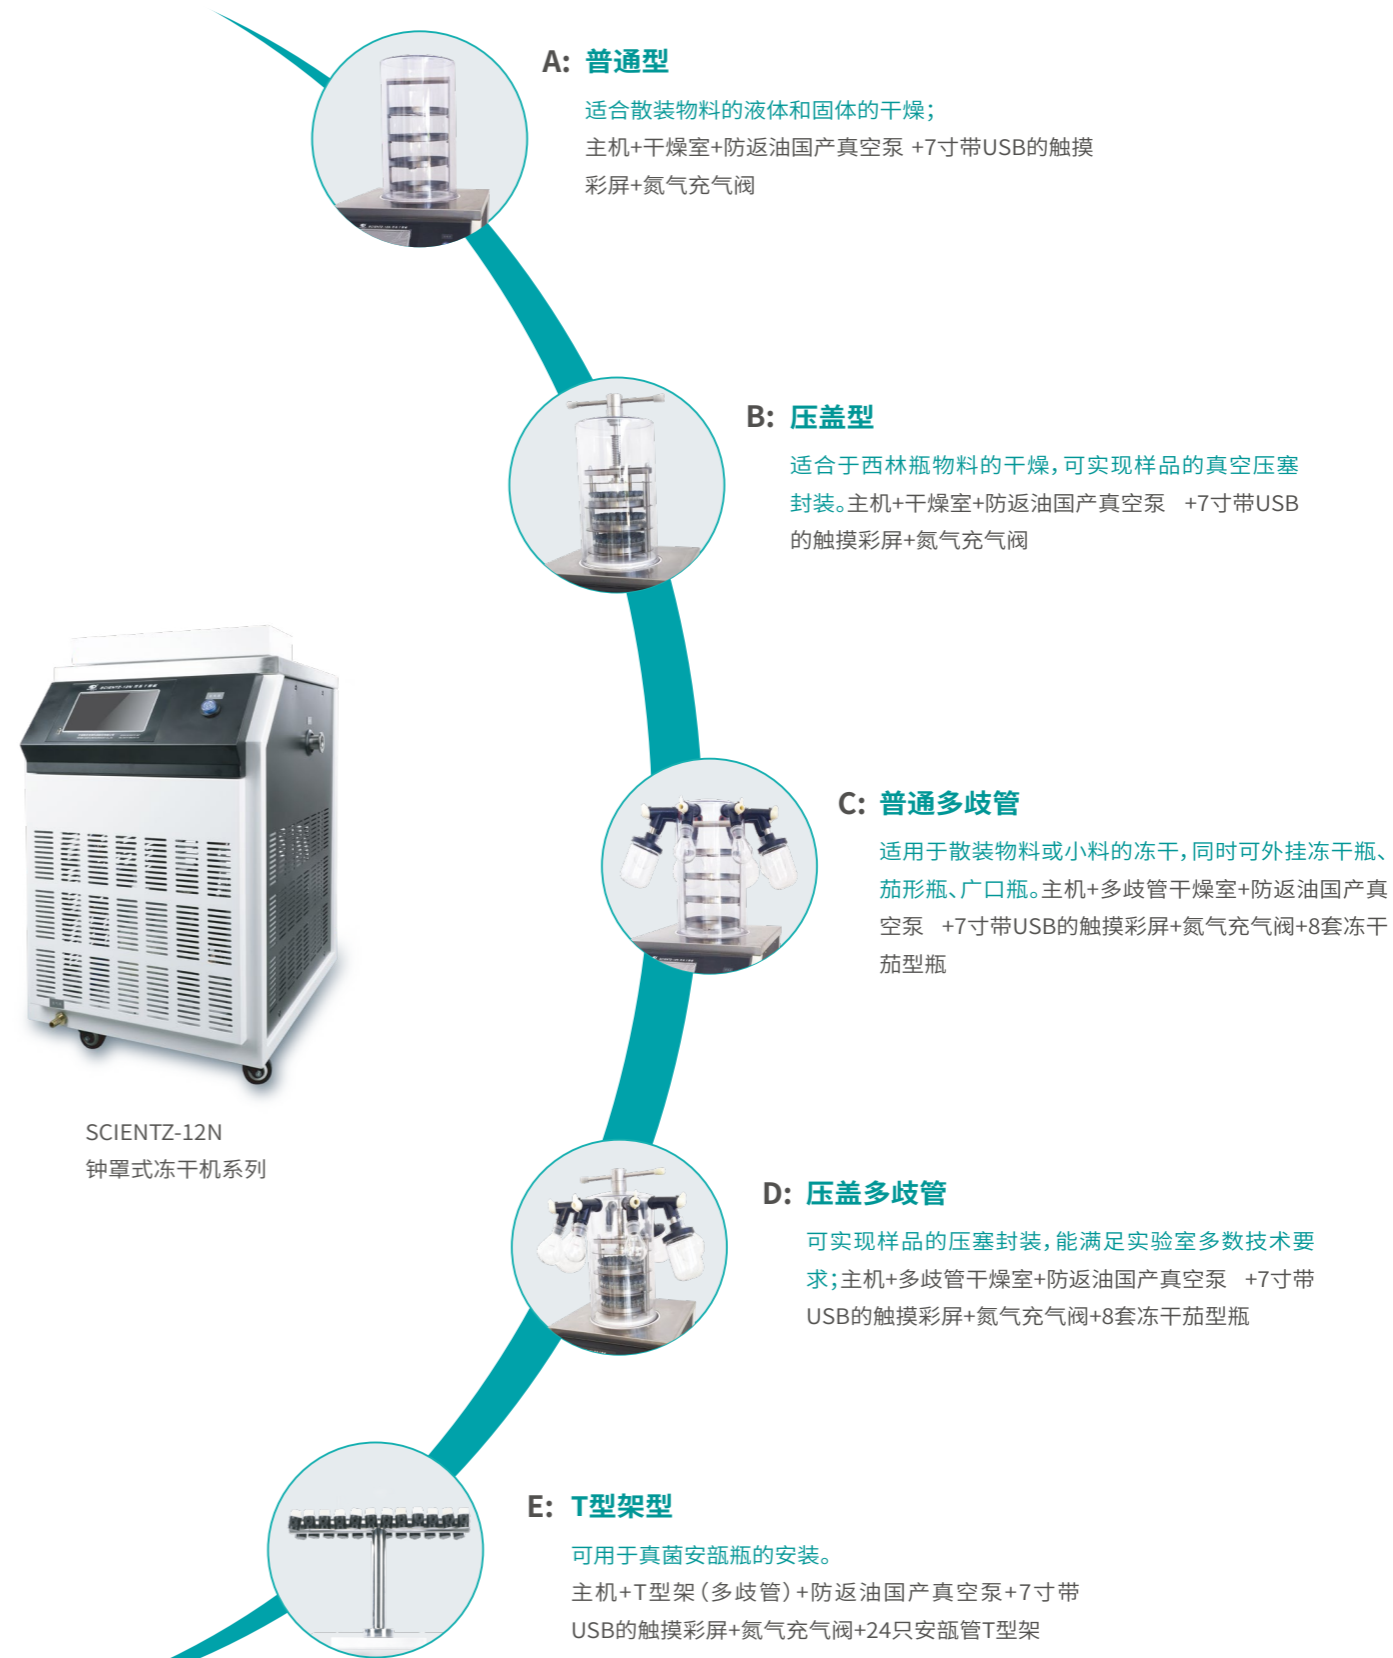 A: 普通型
适合散装物料的液体和固体的干燥；
主机+干燥室+防返油国产真空泵 +7寸带USB的触摸
彩屏+氮气充气阀
B: 压盖型
适合于西林瓶物料的干燥，可实现样品的真空压塞
封装。主机+干燥室+防返油国产真空泵 +7寸带USB
的触摸彩屏+氮气充气阀
C: 普通多歧管
适用于散装物料或小料的冻干，同时可外挂冻干瓶、
茄形瓶、广口瓶。主机+多歧管干燥室+防返油国产真
空泵 +7寸带USB的触摸彩屏+氮气充气阀+8套冻干
茄型瓶
SCIENTZ-12N
钟罩式冻干机系列
D: 压盖多歧管
可实现样品的压塞封装，能满足实验室多数技术要
求；主机+多歧管干燥室+防返油国产真空泵 +7寸带
USB的触摸彩屏+氮气充气阀+8套冻干茄型瓶
E: T型架型
可用于真菌安瓿瓶的安装。
主机+T型架（多歧管）+防返油国产真空泵+7寸带
USB的触摸彩屏+氮气充气阀+24只安瓿管T型架